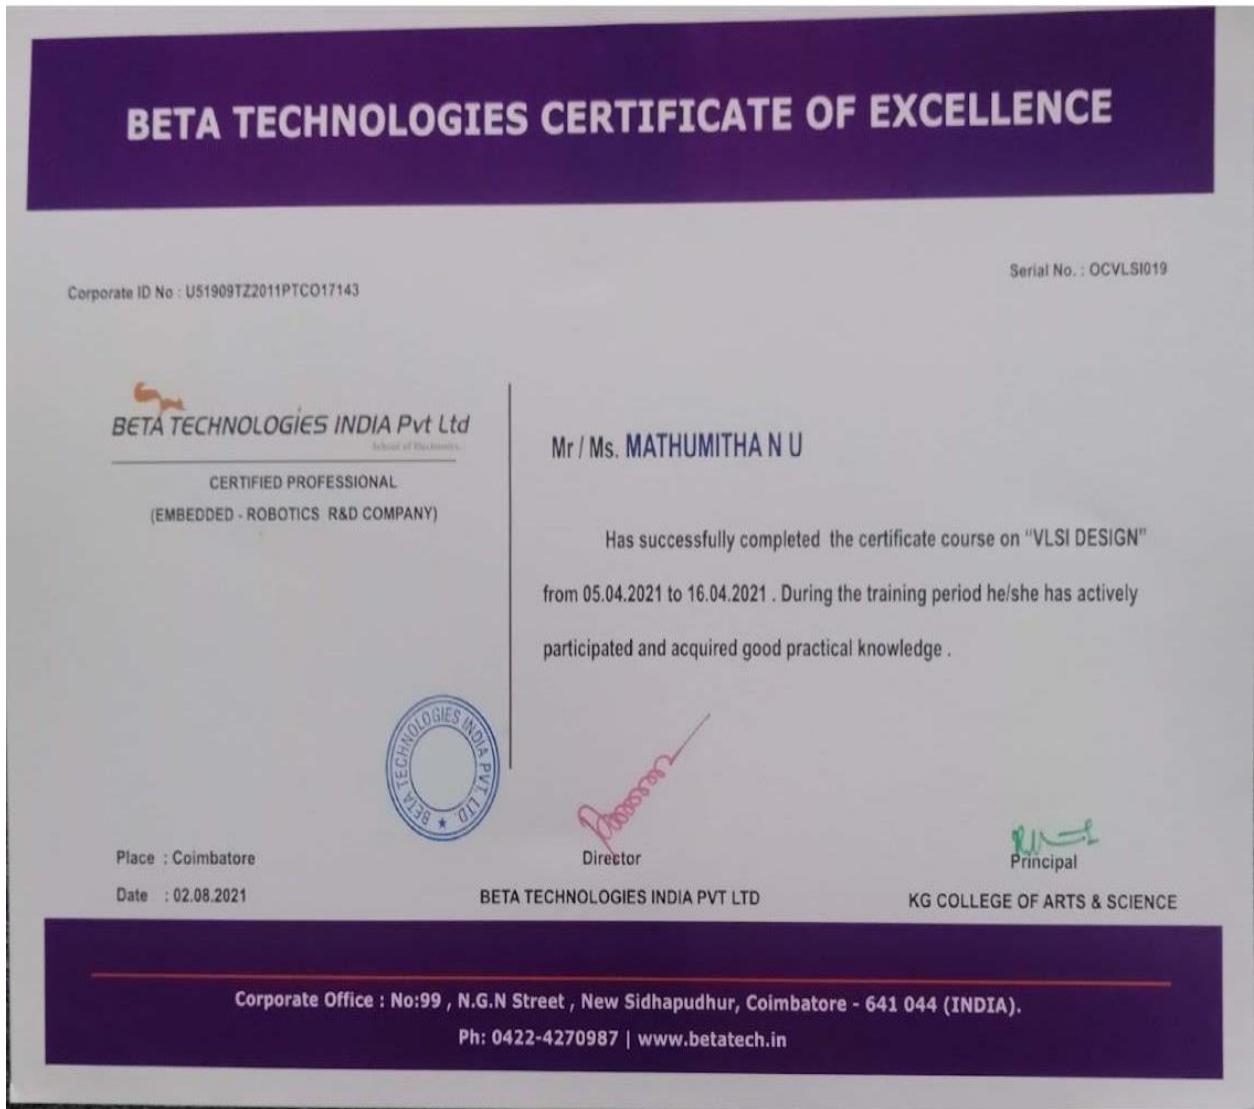 BETA TECHNOLOGIES CERTIFICATE OF EXCELLENCE
Corporate ID No : U51909TZ2011PTCO17143
Serial No. : OCVLSI019
BETA TECHNOLOGIES INDIA Pvt Ltd
School of Electronics..
CERTIFIED PROFESSIONAL
(EMBEDDED - ROBOTICS R&D COMPANY)
Mr / Ms. MATHUMITHA N U
Has successfully completed the certificate course on "VLSI DESIGN"
from 05.04.2021 to 16.04.2021 . During the training period he/she has actively
participated and acquired good practical knowledge .
BETA TECHNOLOGIES INDIA PVT. LTD. ★
Place : Coimbatore
Date : 02.08.2021
Director
BETA TECHNOLOGIES INDIA PVT LTD
Principal
KG COLLEGE OF ARTS & SCIENCE
Corporate Office : No:99 , N.G.N Street , New Sidhapudhur, Coimbatore - 641 044 (INDIA).
Ph: 0422-4270987 | www.betatech.in